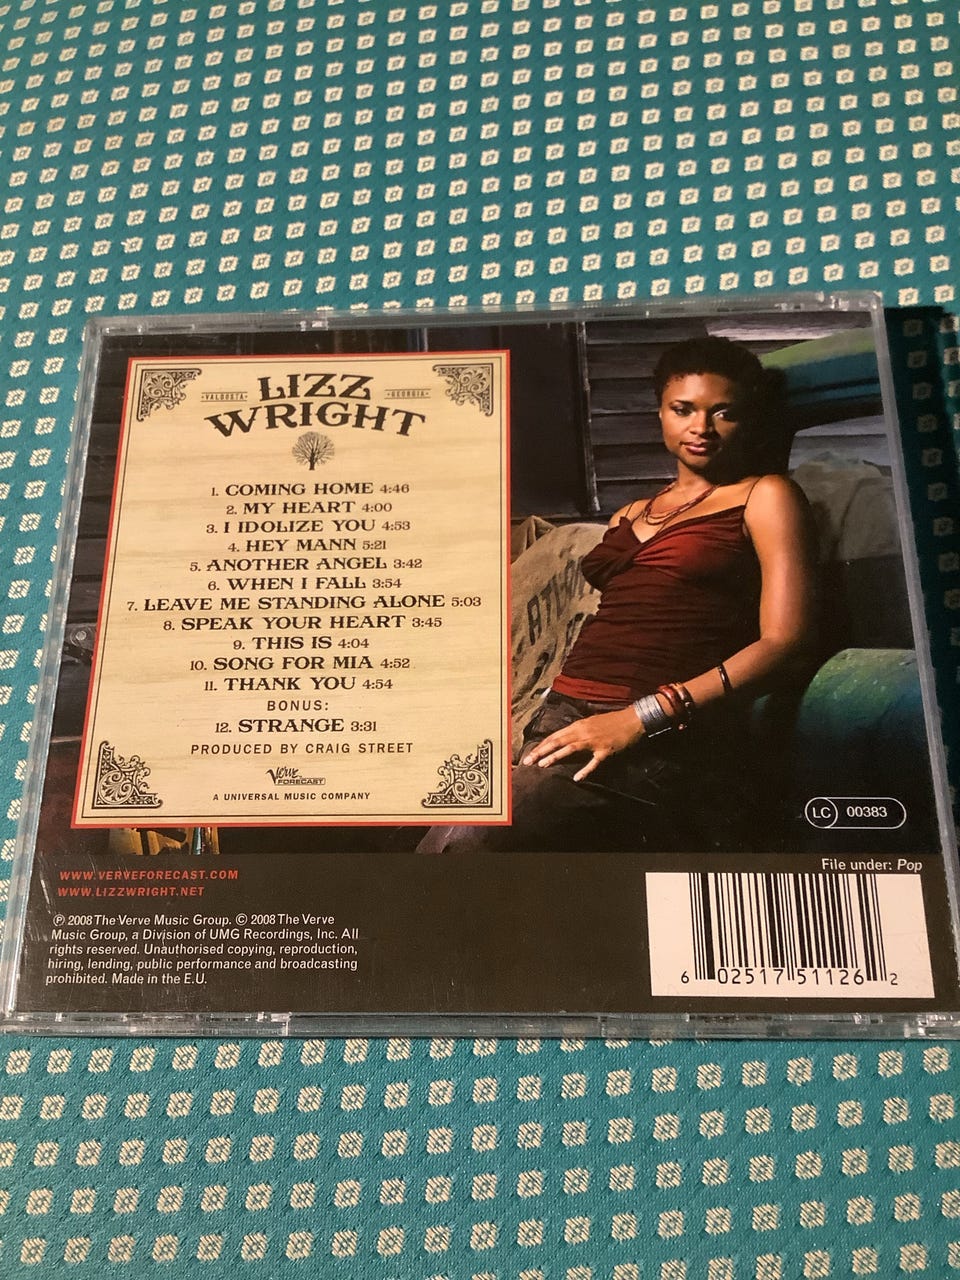 VALDOSTA
GEORGIA
LIZZ
WRIGHT
1. COMING HOME 4:46
2. MY HEART 4:00
3. I IDOLIZE YOU 4:53
4. HEY MANN 5:21
5. ANOTHER ANGEL 3:42
6. WHEN I FALL 3:54
7. LEAVE ME STANDING ALONE 5:03
8. SPEAK YOUR HEART 3:45
9. THIS IS 4:04
10. SONG FOR MIA 4:52
11. THANK YOU 4:54
BONUS:
12. STRANGE 3:31
PRODUCED BY CRAIG STREET
Verve
FORECAST
A UNIVERSAL MUSIC COMPANY
LC 00383
File under: Pop
WWW.VERVEFORECAST.COM
WWW.LIZZWRIGHT.NET
℗ 2008 The Verve Music Group. © 2008 The Verve
Music Group, a Division of UMG Recordings, Inc. All
rights reserved. Unauthorised copying, reproduction,
hiring, lending, public performance and broadcasting
prohibited. Made in the E.U.
6 02517 51126 2